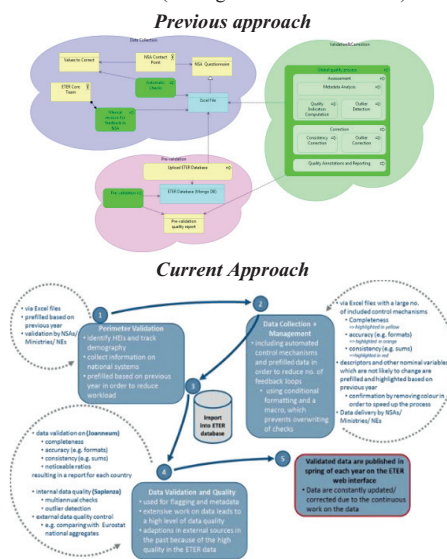 Previous approach
Data Collection
Validation & Correction
Values to Correct
NSA Contact
Point
NSA Questionnaire
Automatic
Checks
ETER Core
Team
Excel File
Global quality process
Assessment
Metadata Analysis
Quality
Indicators
Computation
Outlier
Detection
Correction
Consistency
Correction
Outlier
Correction
Quality Annotations and Reporting
Pre-validation
Upload ETER Database
Pre-validation
ETER Database (Mongo DB)
Pre-validation
quality report
Current Approach
• via Excel files
• prefilled based on
previous year
• validation by NSAs/
Ministries/ NEs
1
Perimeter Validation
• identify HEIs and track
demography
• collect information on
national systems
• prefilled based on previous
year in order to reduce
workload
2
Data Collection +
Management
• including automated
control mechanisms
and prefilled data in
order to reduce no. of
feedback loops
• using conditional
formatting and a
macro, which prevents
overwriting of checks
• via Excel files with a large no. of
included control mechanisms
• Completeness
→ highlighted in yellow
• accuracy (e.g. formats)
→ highlighted in orange
• consistency (e.g. sums)
→ highlighted in red
• descriptors and other nominal variables
which are not likely to change are prefilled
and highlighted based on previous year
• confirmation by removing colour in
order to speed up the process
• Data delivery by NSAs/
Ministries/ NEs
3
Import
into ETER
database
• data validation on (Joanneum)
• completeness
• accuracy (e.g. formats)
• consistency (e.g. sums)
• noticeable ratios
resulting in a report for each country
• internal data quality (Sapienza)
• multiannual checks
• outlier detection
• external data quality control
• e.g. comparing with Eurostat
national aggregates
4
Data Validation and Quality
• used for flagging and metadata
• extensive work on data leads to
a high level of data quality
• adaptions in external sources in
the past because of the high
quality in the ETER data
5
Validated data are published in
spring of each year on the ETER
web interface
• Data are constantly updated/
corrected due to the continuous
work on the data